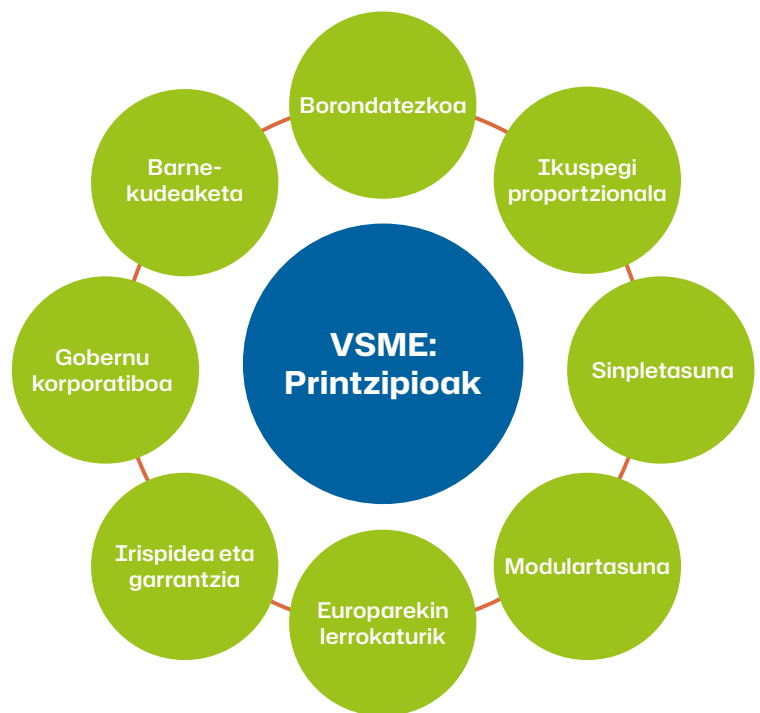 VSME:
Printzipioak
Borondatezkoa
Ikuspegi
proportzionala
Sinpletasuna
Modulartasuna
Europarekin
lerrokaturik
Irispidea eta
garrantzia
Gobernu
korporatiboa
Barne-
kudeaketa